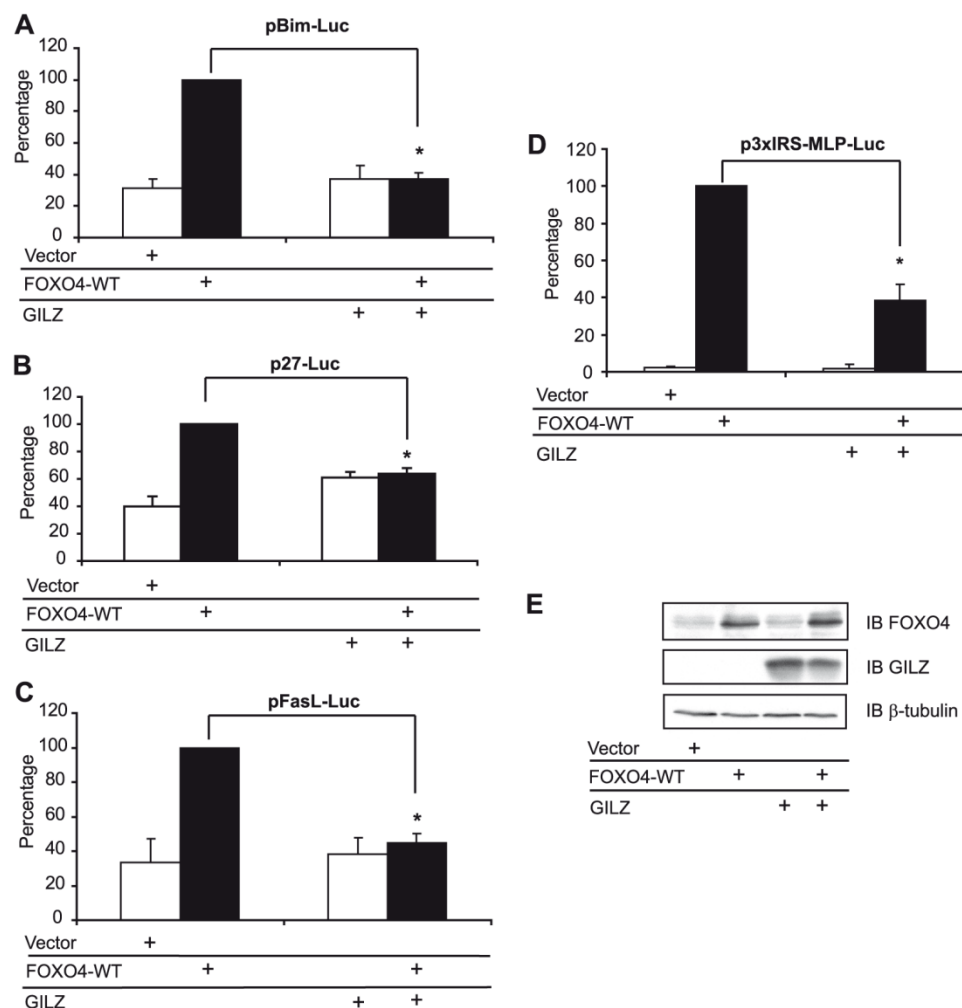 A
pBim-Luc
Percentage
120
100
80
60
40
20
0
*
Vector +
FOXO4-WT + +
GILZ + +
B
p27-Luc
Percentage
120
100
80
60
40
20
0
*
Vector +
FOXO4-WT + +
GILZ + +
C
pFasL-Luc
Percentage
120
100
80
60
40
20
0
*
Vector +
FOXO4-WT + +
GILZ + +
D
p3xIRS-MLP-Luc
Percentage
120
100
80
60
40
20
0
*
Vector +
FOXO4-WT + +
GILZ + +
E
IB FOXO4
IB GILZ
IB β-tubulin
Vector +
FOXO4-WT + +
GILZ + +